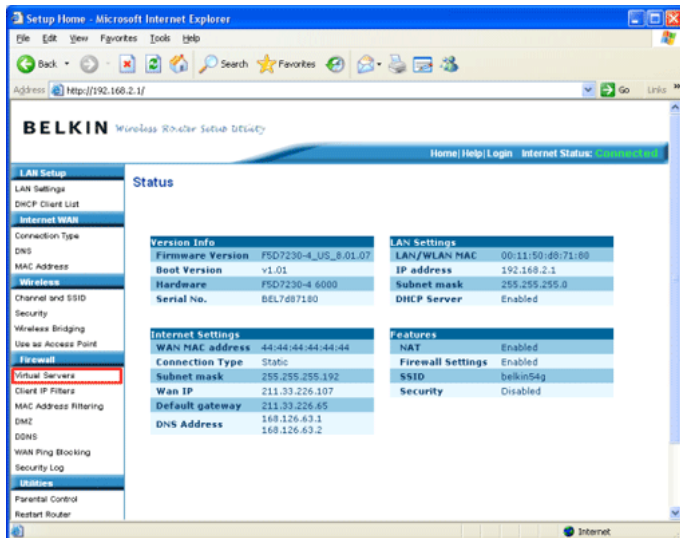 Setup Home - Microsoft Internet Explorer
File Edit View Favorites Tools Help
Back Search Favorites
Address http://192.168.2.1/ Go Links
BELKIN Wireless Router Setup Utility
Home|Help|Login Internet Status: Connected
LAN Setup
LAN Settings
DHCP Client List
Internet WAN
Connection Type
DNS
MAC Address
Wireless
Channel and SSID
Security
Wireless Bridging
Use as Access Point
Firewall
Virtual Servers
Client IP Filters
MAC Address Filtering
DMZ
DDNS
WAN Ping Blocking
Security Log
Utilities
Parental Control
Restart Router
Status
Version Info
Firmware Version F5D7230-4_US_8.01.07
Boot Version v1.01
Hardware F5D7230-4 6000
Serial No. BEL7d87180
LAN Settings
LAN/WLAN MAC 00:11:50:d8:71:80
IP address 192.168.2.1
Subnet mask 255.255.255.0
DHCP Server Enabled
Internet Settings
WAN MAC address 44:44:44:44:44:44
Connection Type Static
Subnet mask 255.255.255.192
Wan IP 211.33.226.107
Default gateway 211.33.226.65
DNS Address 168.126.63.1
168.126.63.2
Features
NAT Enabled
Firewall Settings Enabled
SSID belkin54g
Security Disabled
Internet